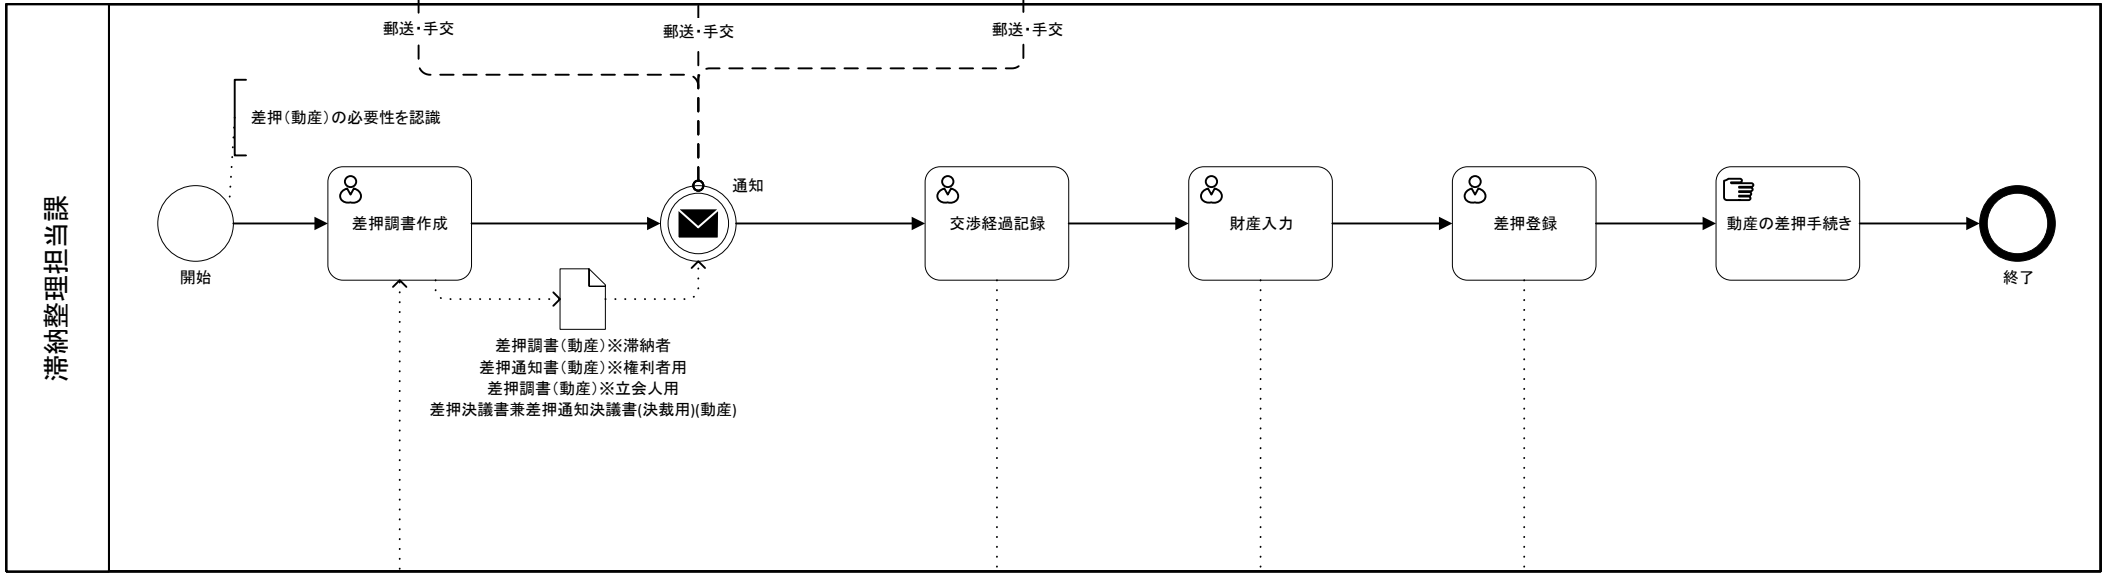 郵送・手交
郵送・手交
郵送・手交
差押（動産）の必要性を認識
滞納整理担当課
開始
差押調書作成
通知
差押調書（動産）※滞納者
差押通知書（動産）※権利者用
差押調書（動産）※立会人用
差押決議書兼差押通知決議書(決裁用)(動産)
交渉経過記録
財産入力
差押登録
動産の差押手続き
終了